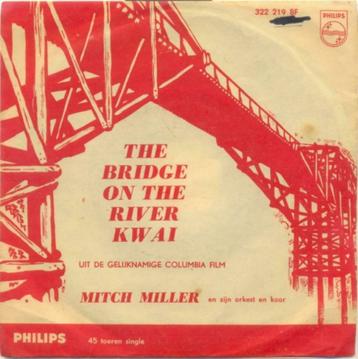 322 219 BF
PHILIPS
THE
BRIDGE
ON THE
RIVER
KWAI
UIT DE GELIJKNAMIGE COLUMBIA FILM
MITCH MILLER en zijn orkest en koor
PHILIPS 45 toeren single